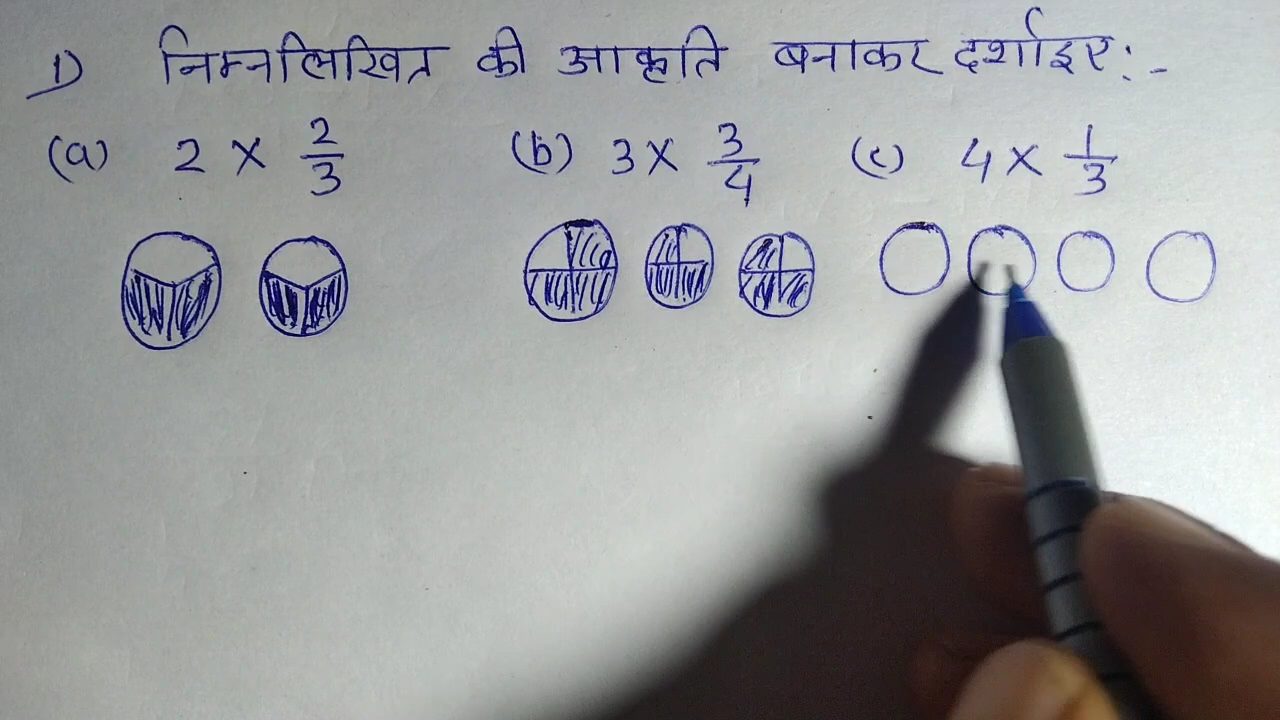 1) निम्नलिखित की आकृति बनाकर दर्शाइए:-
(a) 2 × 2/3 (b) 3 × 3/4 (c) 4 × 1/3